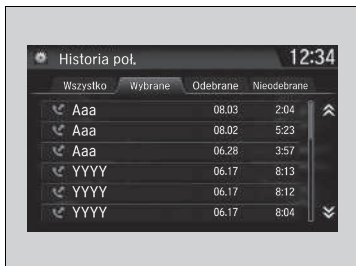 Historia poł. 12:34
Wszystko Wybrane Odebrane Nieodebrane
Aaa 08.03 2:04
Aaa 08.02 5:23
Aaa 06.28 3:57
YYYY 06.17 8:13
YYYY 06.17 8:12
YYYY 06.17 8:04